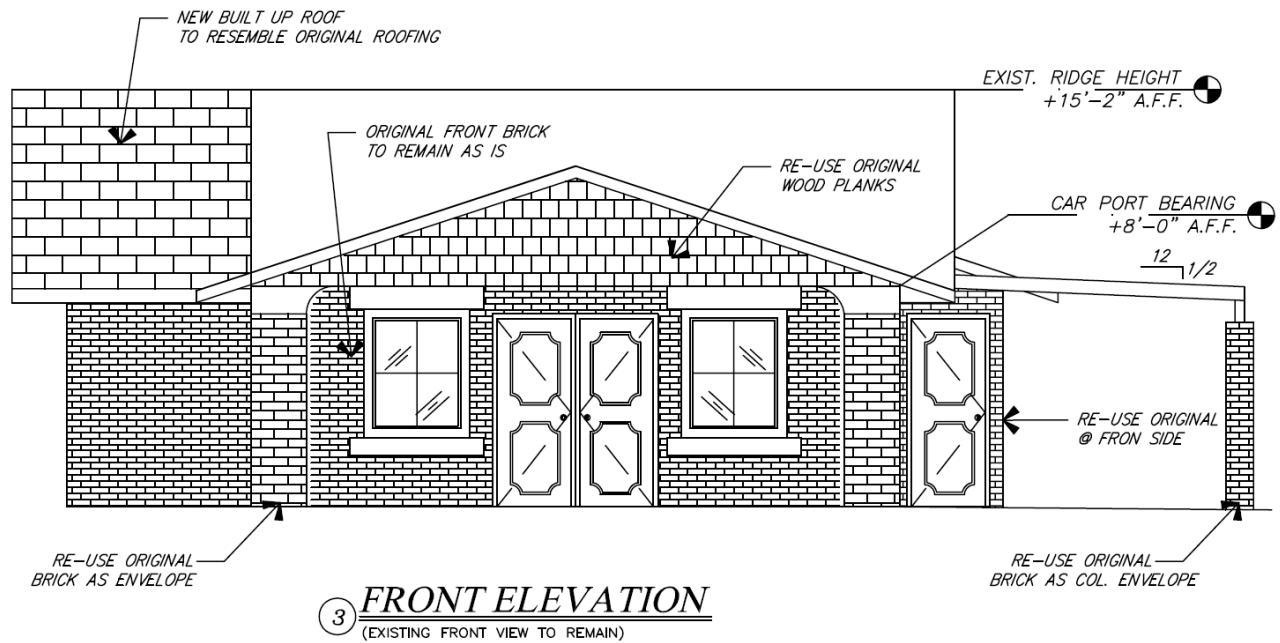 NEW BUILT UP ROOF
TO RESEMBLE ORIGINAL ROOFING
EXIST. RIDGE HEIGHT
+15'-2" A.F.F.
ORIGINAL FRONT BRICK
TO REMAIN AS IS
RE-USE ORIGINAL
WOOD PLANKS
CAR PORT BEARING
+8'-0" A.F.F.
12
1/2
RE-USE ORIGINAL
@ FRON SIDE
RE-USE ORIGINAL
BRICK AS ENVELOPE
RE-USE ORIGINAL
BRICK AS COL. ENVELOPE
3 FRONT ELEVATION
(EXISTING FRONT VIEW TO REMAIN)